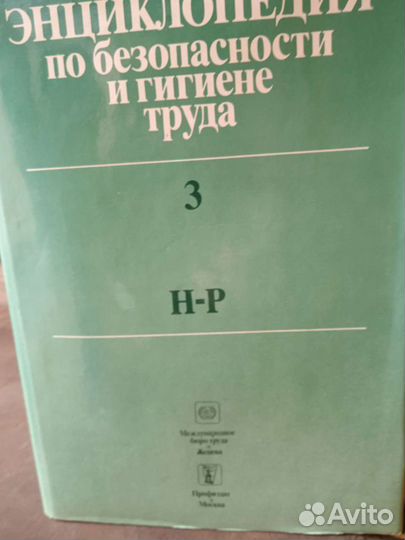 ЭНЦИКЛОПЕДИЯ
по безопасности
и гигиене
труда
3
Н-Р
Международное
бюро труда
Женева
Профиздат
Москва
Avito